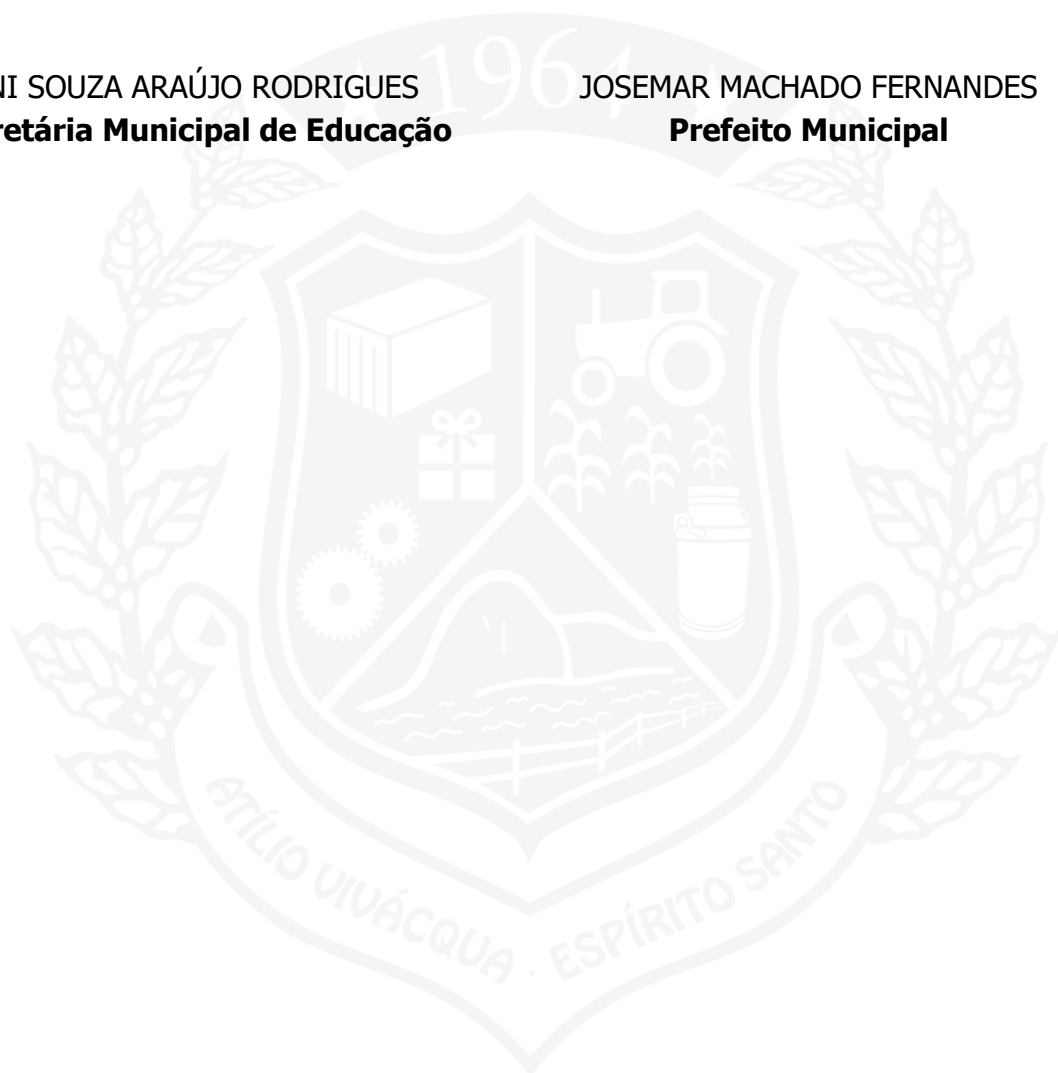 1964
NI SOUZA ARAÚJO RODRIGUES
JOSEMAR MACHADO FERNANDES
retária Municipal de Educação
Prefeito Municipal
ATÍLIO VIVÁCQUA . ESPÍRITO SANTO